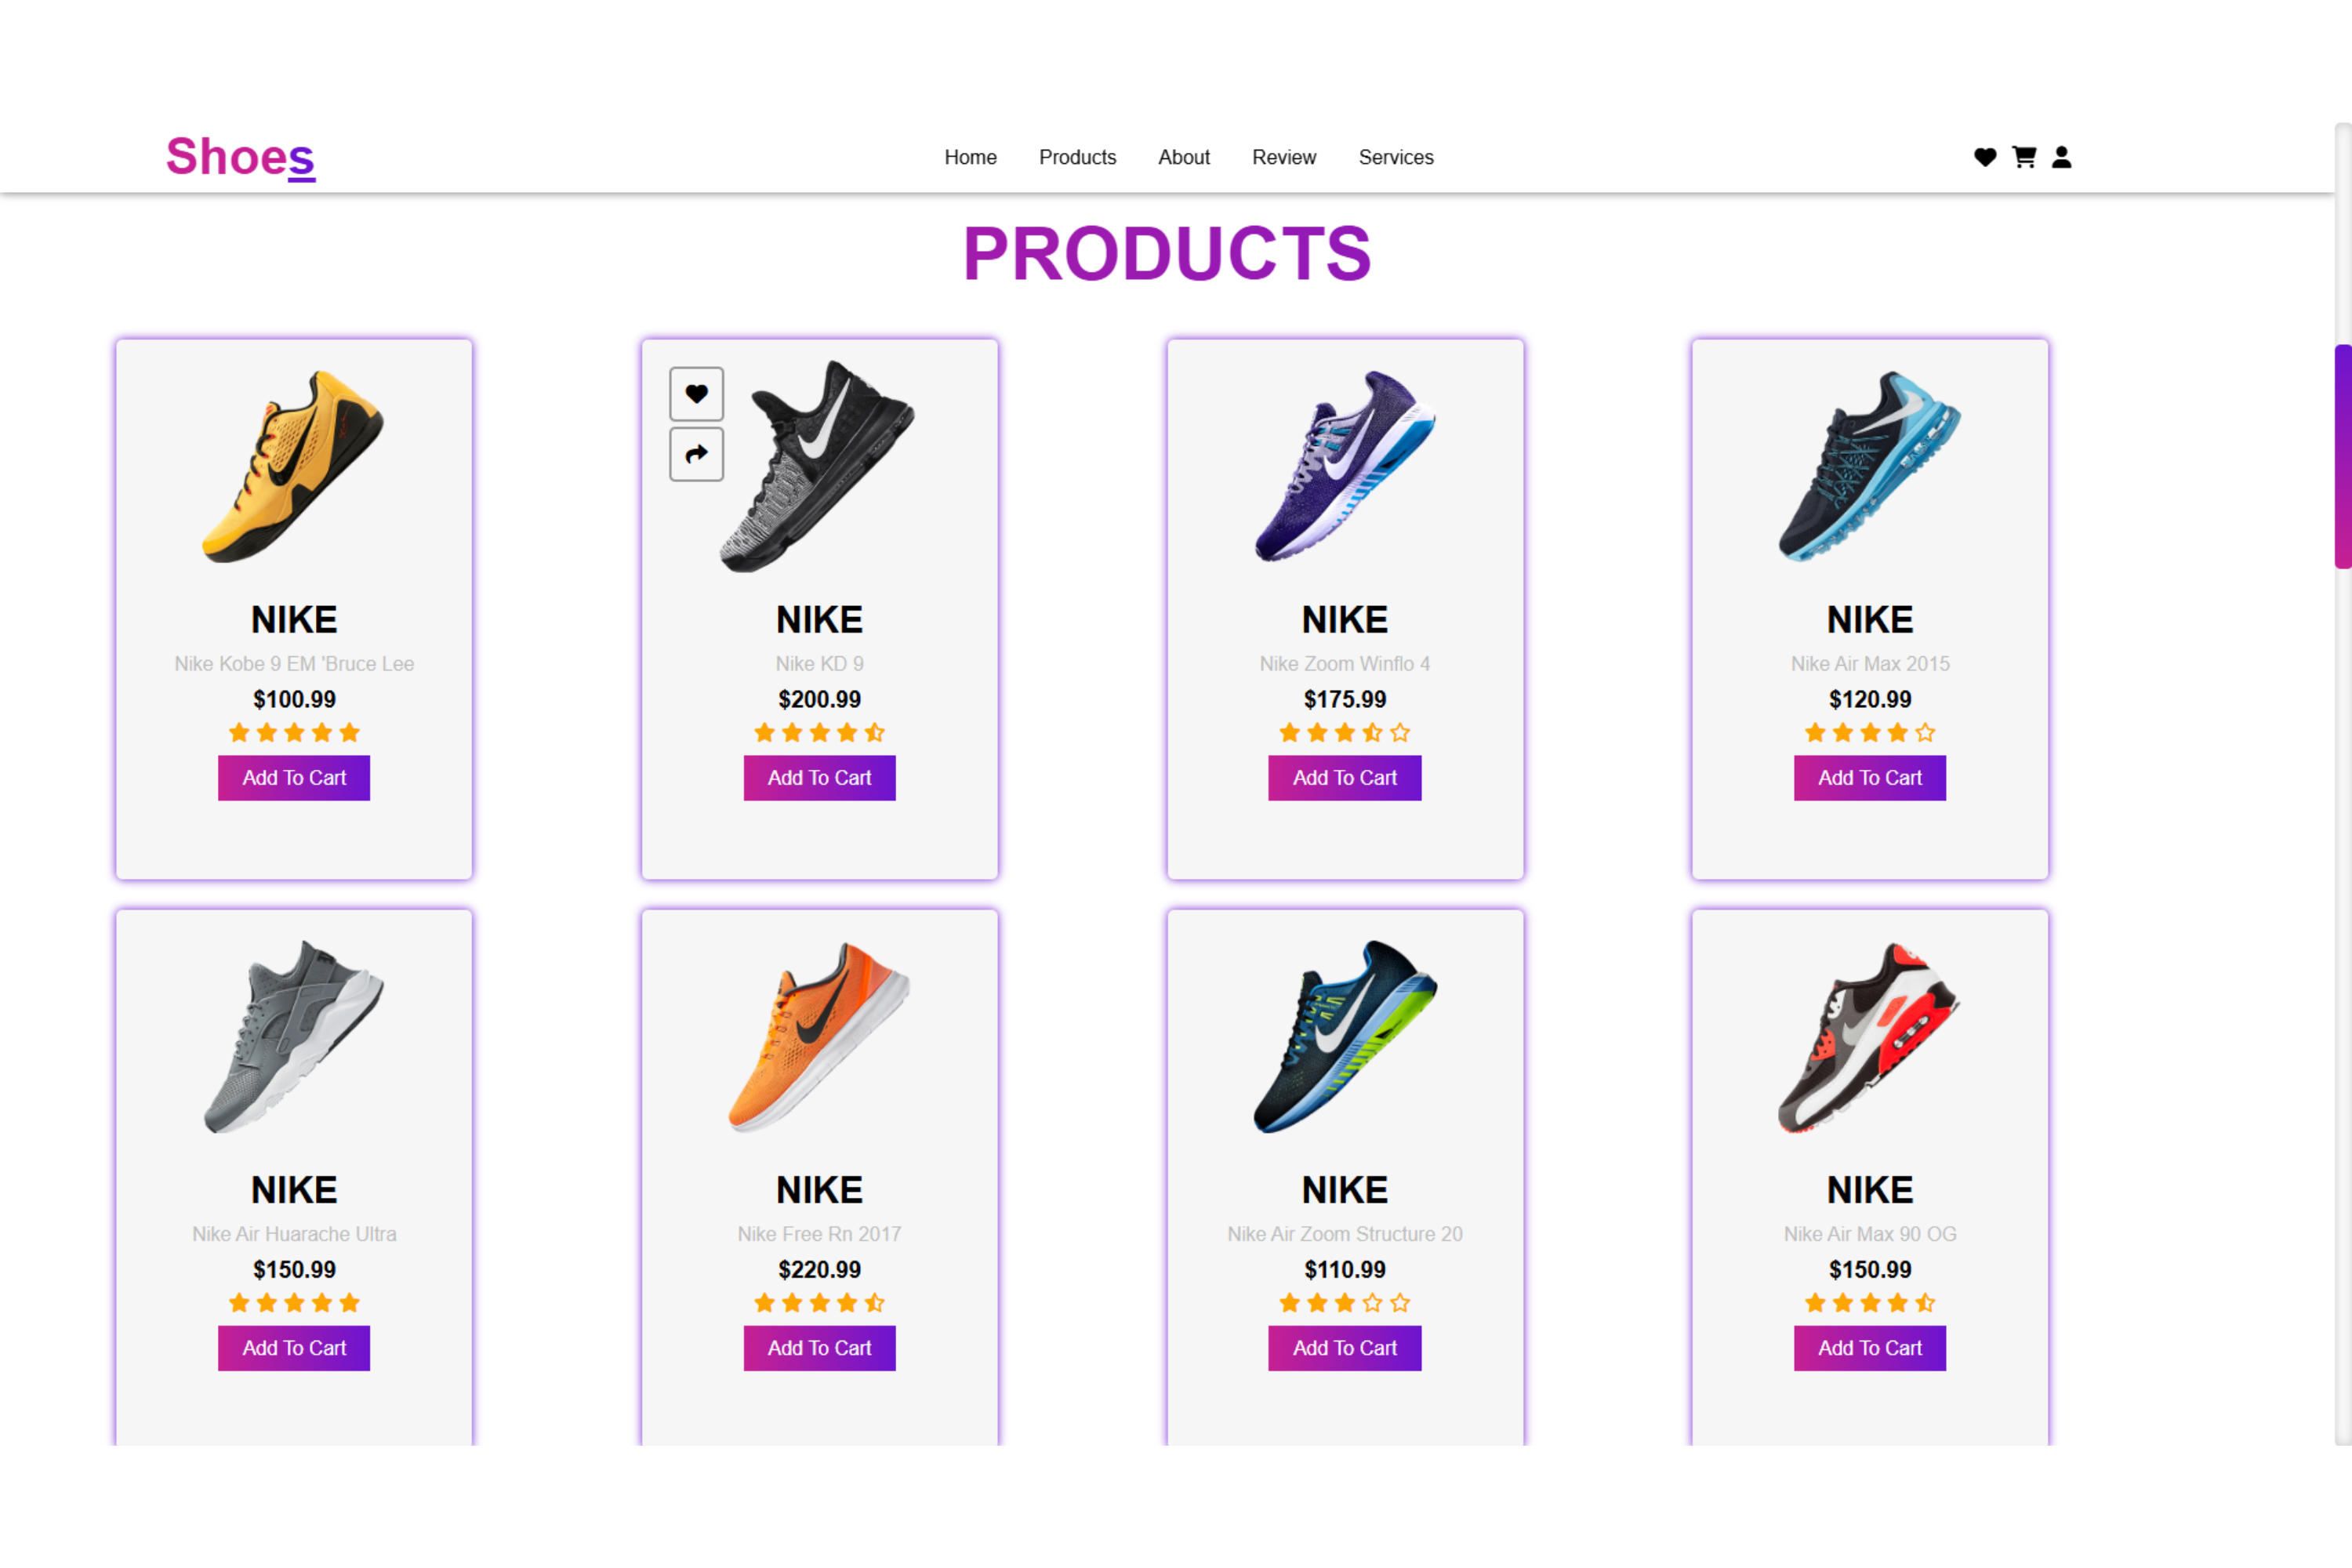 Shoes
Home Products About Review Services
PRODUCTS
NIKE
Nike Kobe 9 EM 'Bruce Lee
$100.99
Add To Cart
NIKE
Nike KD 9
$200.99
Add To Cart
NIKE
Nike Zoom Winflo 4
$175.99
Add To Cart
NIKE
Nike Air Max 2015
$120.99
Add To Cart
NIKE
Nike Air Huarache Ultra
$150.99
Add To Cart
NIKE
Nike Free Rn 2017
$220.99
Add To Cart
NIKE
Nike Air Zoom Structure 20
$110.99
Add To Cart
NIKE
Nike Air Max 90 OG
$150.99
Add To Cart